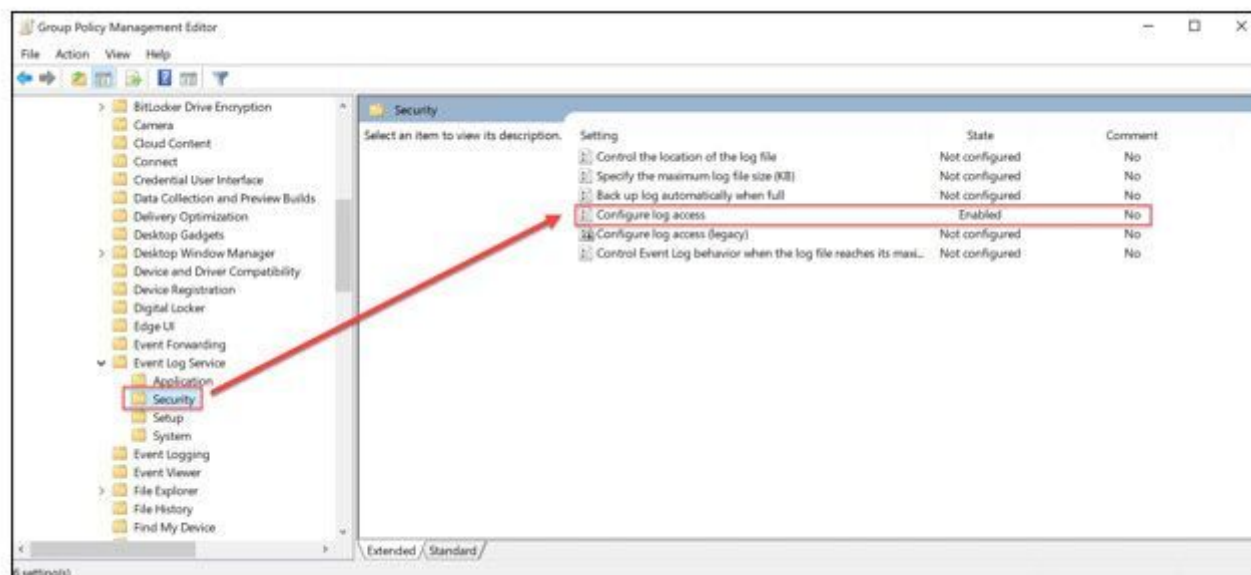 Group Policy Management Editor
File Action View Help
BitLocker Drive Encryption
Camera
Cloud Content
Connect
Credential User Interface
Data Collection and Preview Builds
Delivery Optimization
Desktop Gadgets
Desktop Window Manager
Device and Driver Compatibility
Device Registration
Digital Locker
Edge UI
Event Forwarding
Event Log Service
Application
Security
Setup
System
Event Logging
Event Viewer
File Explorer
File History
Find My Device
Security
Select an item to view its description.
Setting State Comment
Control the location of the log file Not configured No
Specify the maximum log file size (KB) Not configured No
Back up log automatically when full Not configured No
Configure log access Enabled No
Configure log access (legacy) Not configured No
Control Event Log behavior when the log file reaches its maxi... Not configured No
Extended Standard
6 setting(s)